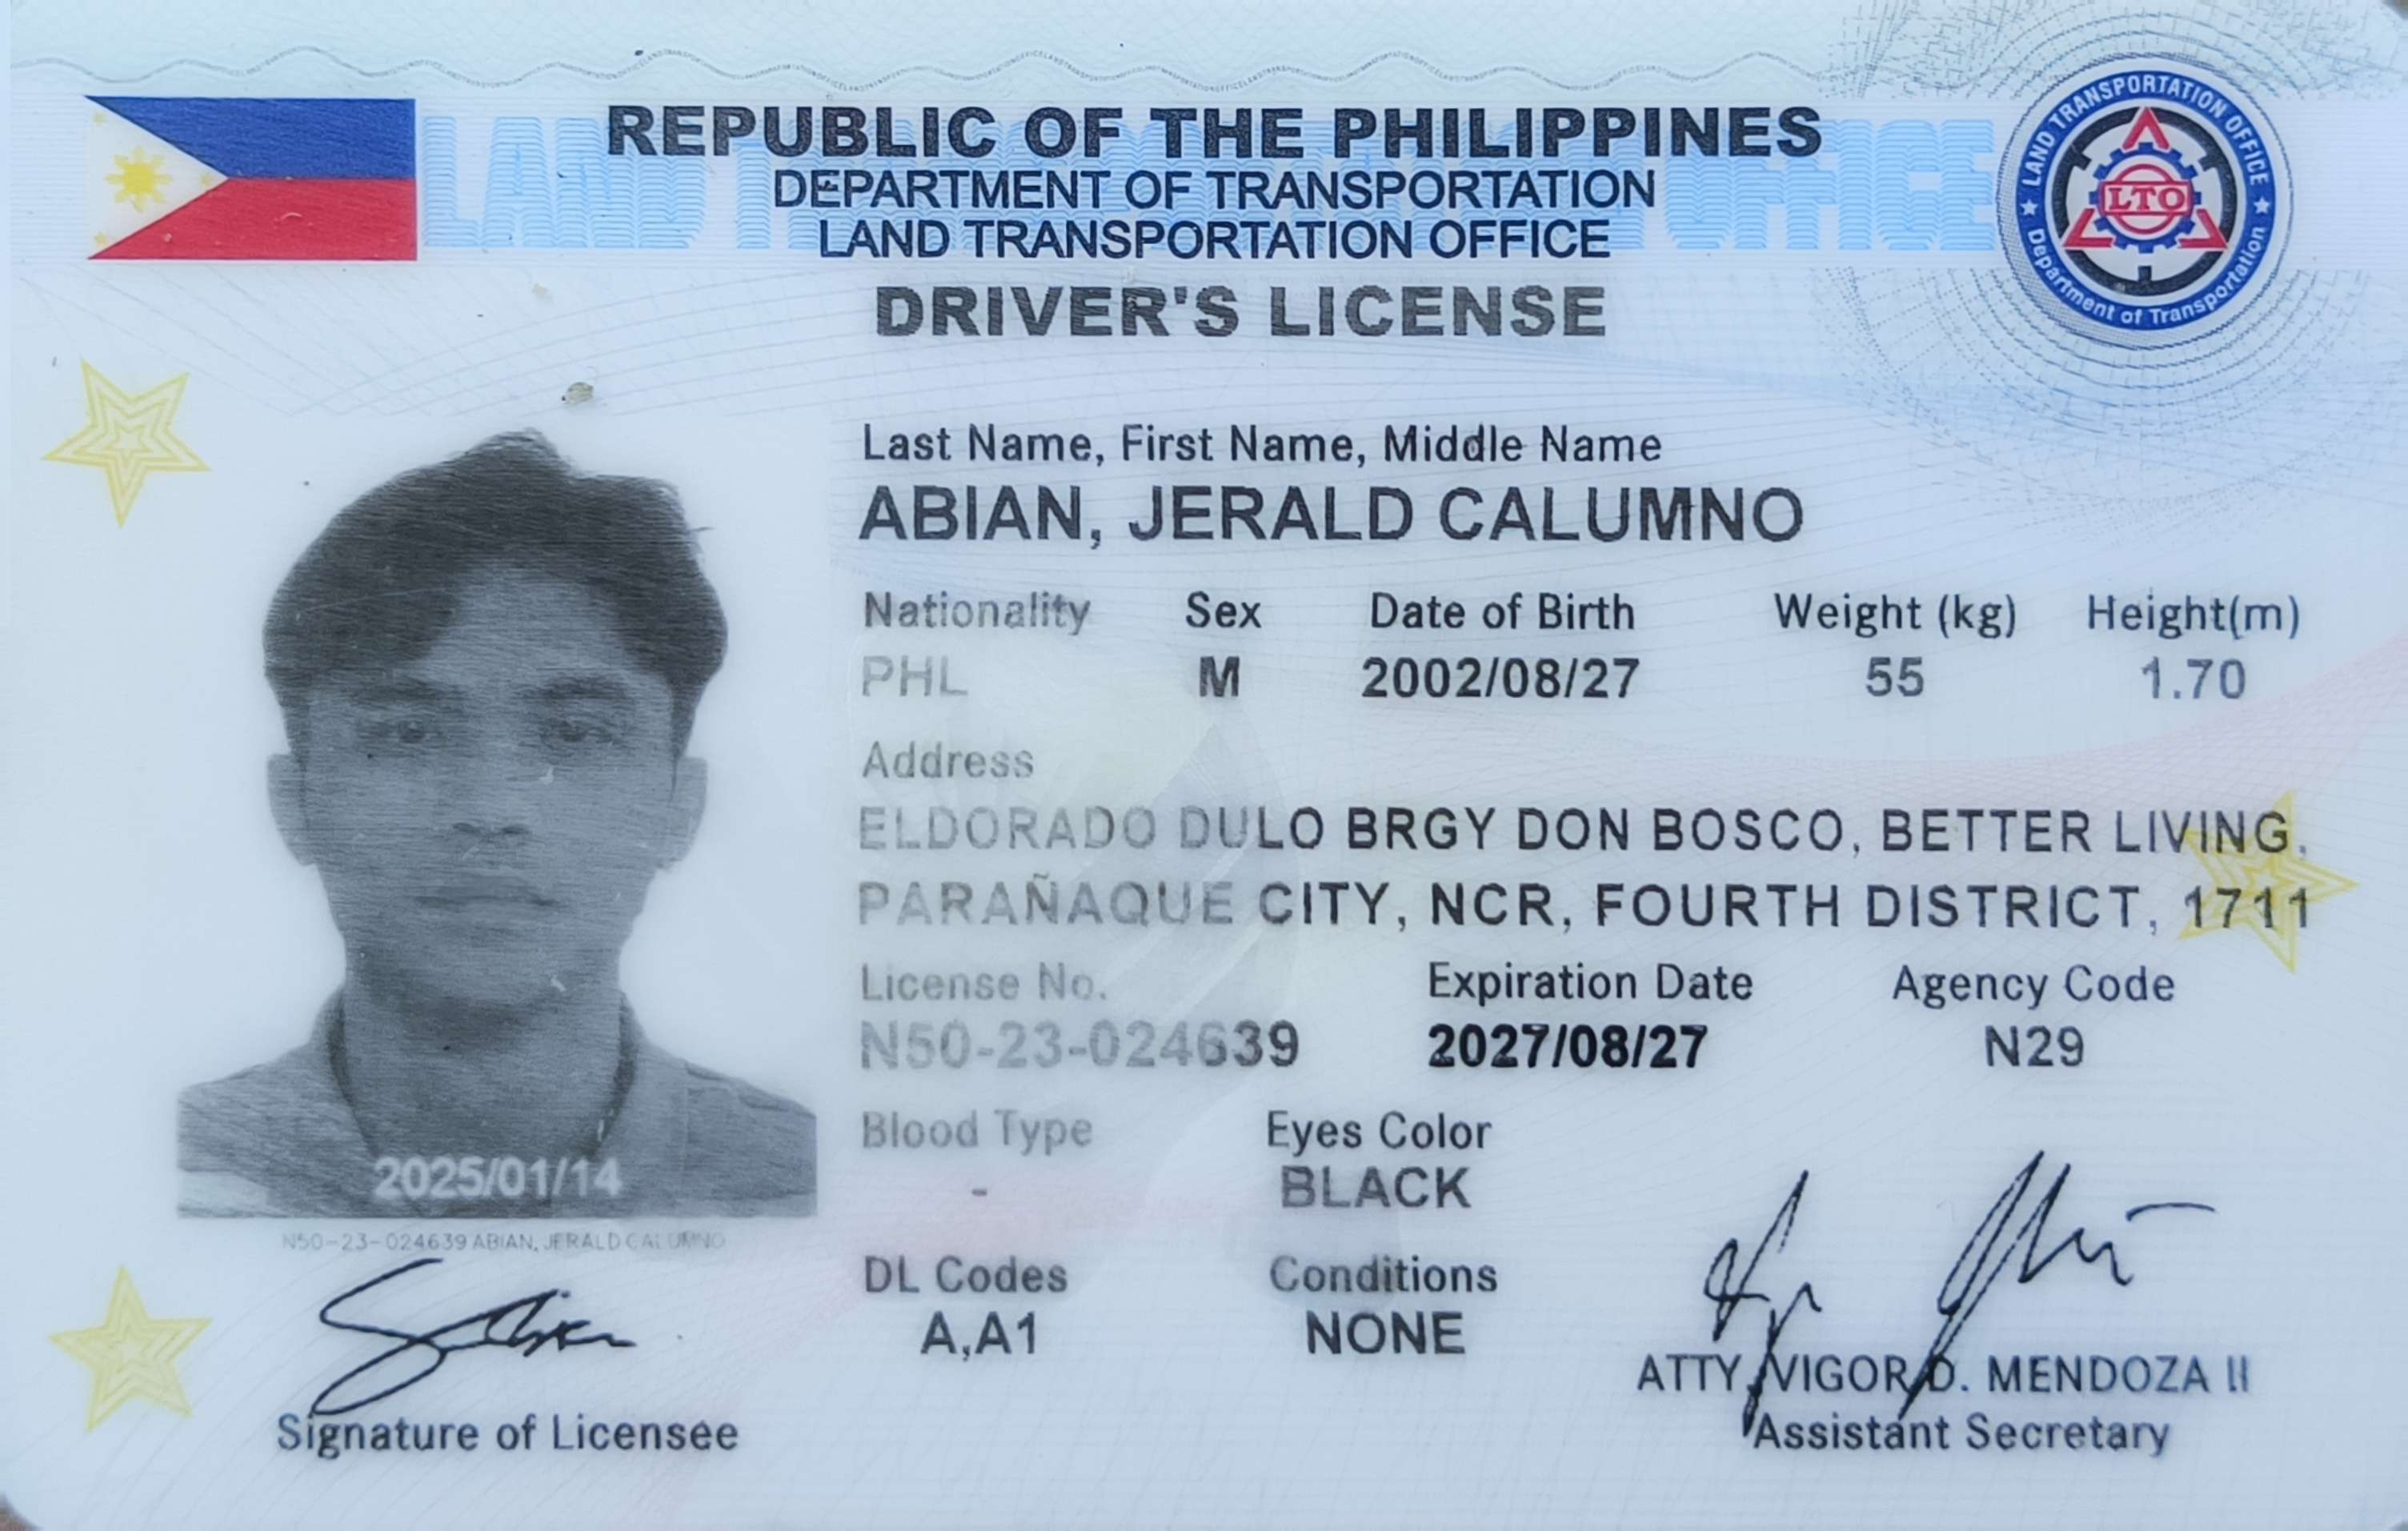 REPUBLIC OF THE PHILIPPINES
DEPARTMENT OF TRANSPORTATION
LAND TRANSPORTATION OFFICE
LAND TRANSPORTATION OFFICE
Department of Transportation
LTO
DRIVER'S LICENSE
Last Name, First Name, Middle Name
ABIAN, JERALD CALUMNO
Nationality Sex Date of Birth Weight (kg) Height(m)
PHL M 2002/08/27 55 1.70
Address
ELDORADO DULO BRGY DON BOSCO, BETTER LIVING,
PARAÑAQUE CITY, NCR, FOURTH DISTRICT, 1711
License No. Expiration Date Agency Code
N50-23-024639 2027/08/27 N29
Blood Type Eyes Color
- BLACK
DL Codes Conditions
A,A1 NONE
2025/01/14
N50-23-024639 ABIAN, JERALD CALUMNO
Signature of Licensee
ATTY. VIGOR D. MENDOZA II
Assistant Secretary